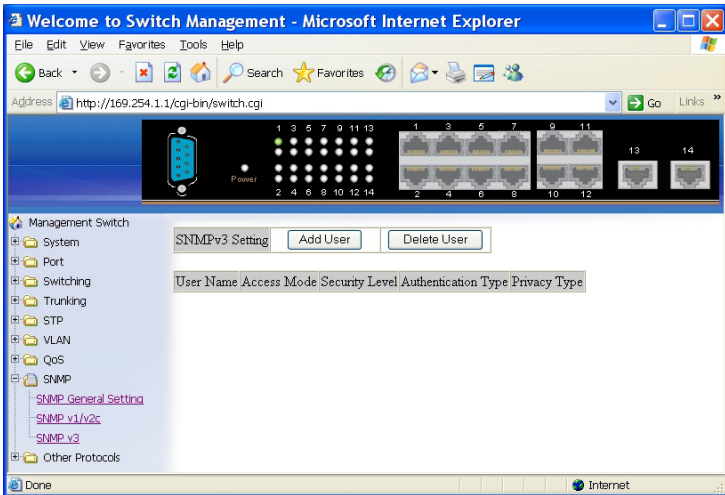 Welcome to Switch Management - Microsoft Internet Explorer
File Edit View Favorites Tools Help
Back Search Favorites
Address http://169.254.1.1/cgi-bin/switch.cgi Go Links »
1 3 5 7 9 11 13
Power
2 4 6 8 10 12 14
1 3 5 7 9 11
13 14
2 4 6 8 10 12
Management Switch
System
Port
Switching
Trunking
STP
VLAN
QoS
SNMP
SNMP General Setting
SNMP v1/v2c
SNMP v3
Other Protocols
SNMPv3 Setting Add User Delete User
User Name Access Mode Security Level Authentication Type Privacy Type
Done Internet